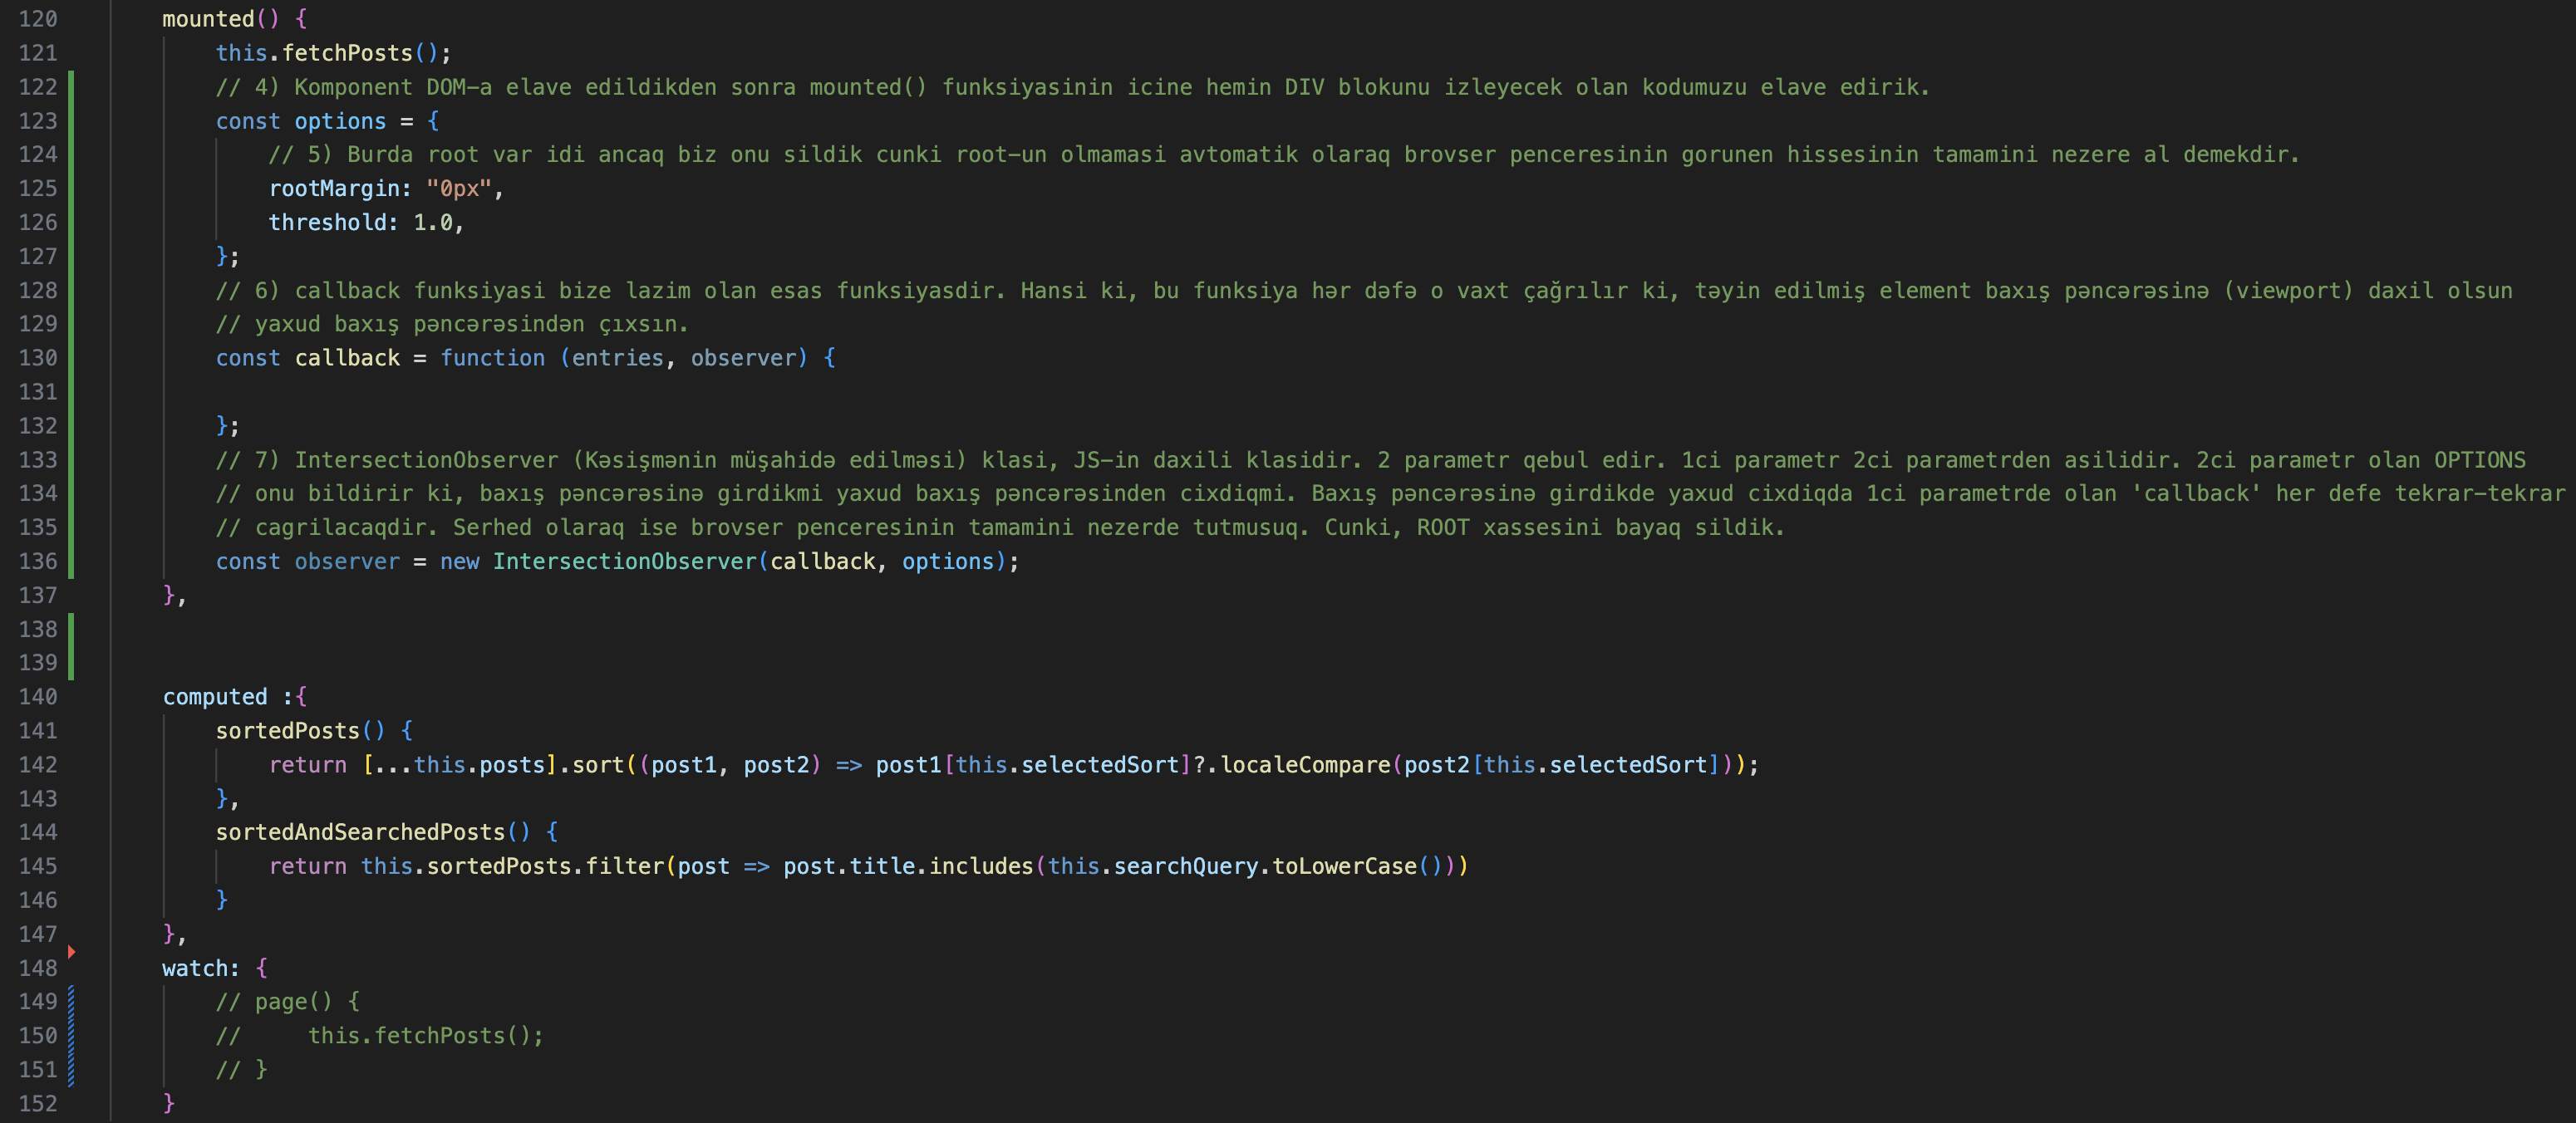 120 mounted() {
121 this.fetchPosts();
122 // 4) Komponent DOM-a elave edildikden sonra mounted() funksiyasinin icine hemin DIV blokunu izleyecek olan kodumuzu elave edirik.
123 const options = {
124 // 5) Burda root var idi ancaq biz onu sildik cunki root-un olmamasi avtomatik olaraq brovser penceresinin gorunen hissesinin tamamini nezere al demekdir.
125 rootMargin: "0px",
126 threshold: 1.0,
127 };
128 // 6) callback funksiyasi bize lazim olan esas funksiyasdir. Hansi ki, bu funksiya hər dəfə o vaxt çağrılır ki, təyin edilmiş element baxış pəncərəsinə (viewport) daxil olsun
129 // yaxud baxış pəncərəsindən çıxsın.
130 const callback = function (entries, observer) {
131
132 };
133 // 7) IntersectionObserver (Kəsişmənin müşahidə edilməsi) klasi, JS-in daxili klasidir. 2 parametr qebul edir. 1ci parametr 2ci parametrden asilidir. 2ci parametr olan OPTIONS
134 // onu bildirir ki, baxış pəncərəsinə girdikmi yaxud baxış pəncərəsinden cixdiqmi. Baxış pəncərəsinə girdikde yaxud cixdiqda 1ci parametrde olan 'callback' her defe tekrar-tekrar
135 // cagrilacaqdir. Serhed olaraq ise brovser penceresinin tamamini nezerde tutmusuq. Cunki, ROOT xassesini bayaq sildik.
136 const observer = new IntersectionObserver(callback, options);
137 },
138
139
140 computed :{
141 sortedPosts() {
142 return [...this.posts].sort((post1, post2) => post1[this.selectedSort]?.localeCompare(post2[this.selectedSort]));
143 },
144 sortedAndSearchedPosts() {
145 return this.sortedPosts.filter(post => post.title.includes(this.searchQuery.toLowerCase()))
146 }
147 },
148 watch: {
149 // page() {
150 // this.fetchPosts();
151 // }
152 }